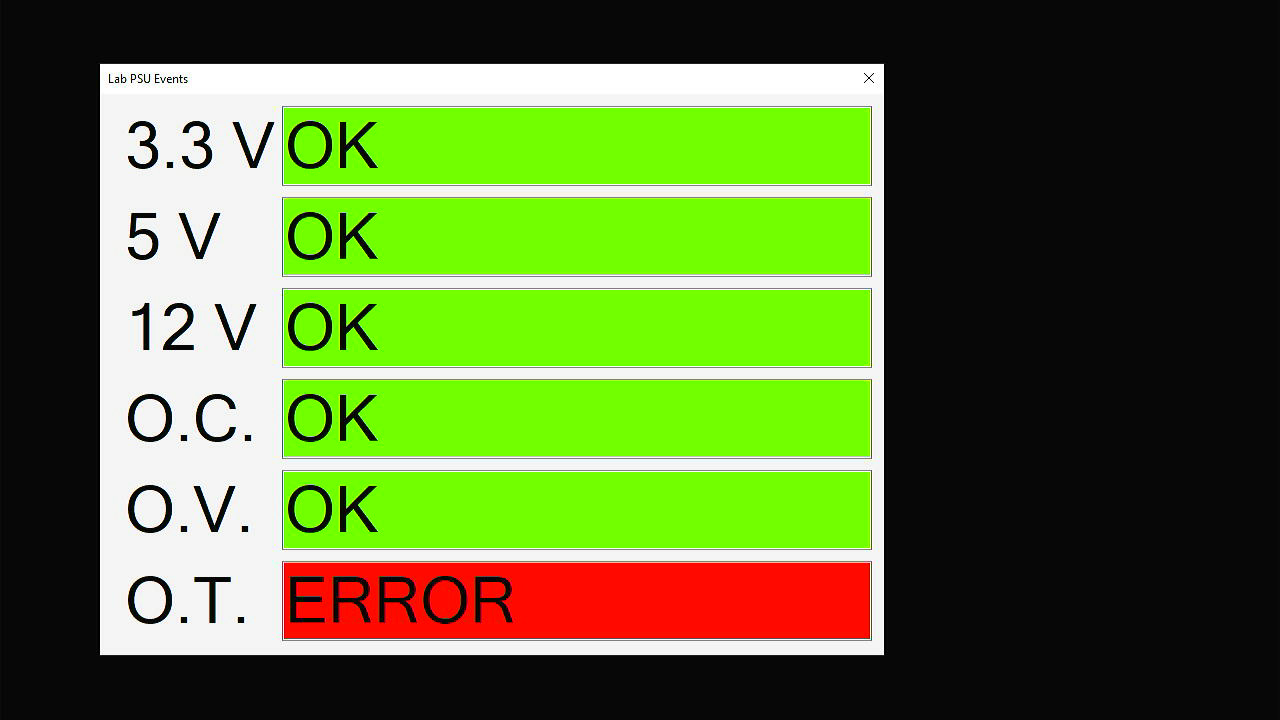 Lab PSU Events
3.3 V OK
5 V OK
12 V OK
O.C. OK
O.V. OK
O.T. ERROR